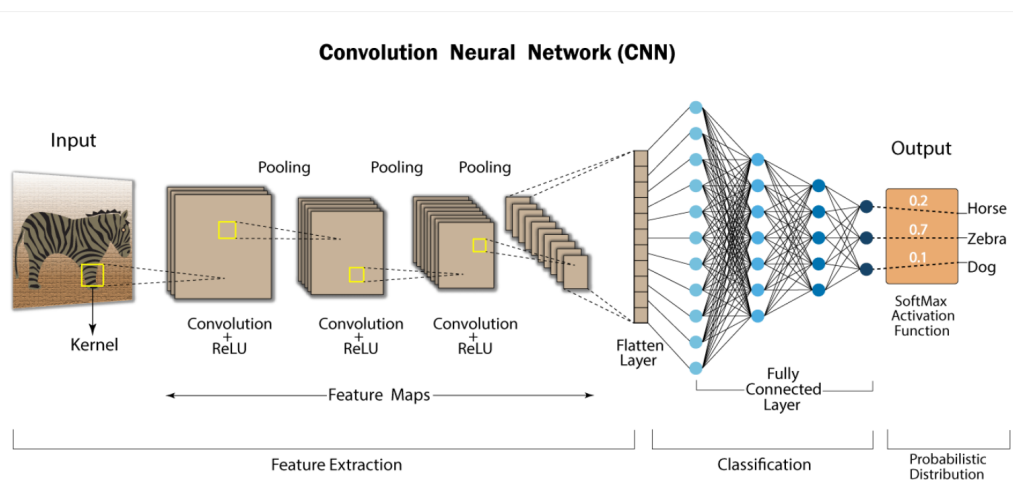 Convolution Neural Network (CNN)
Input
Pooling
Pooling
Pooling
Output
0.2
Horse
0.7
Zebra
0.1
Dog
SoftMax
Activation
Function
Kernel
Convolution
+
ReLU
Convolution
+
ReLU
Convolution
+
ReLU
Flatten
Layer
Fully
Connected
Layer
Feature Maps
Feature Extraction
Classification
Probabilistic
Distribution